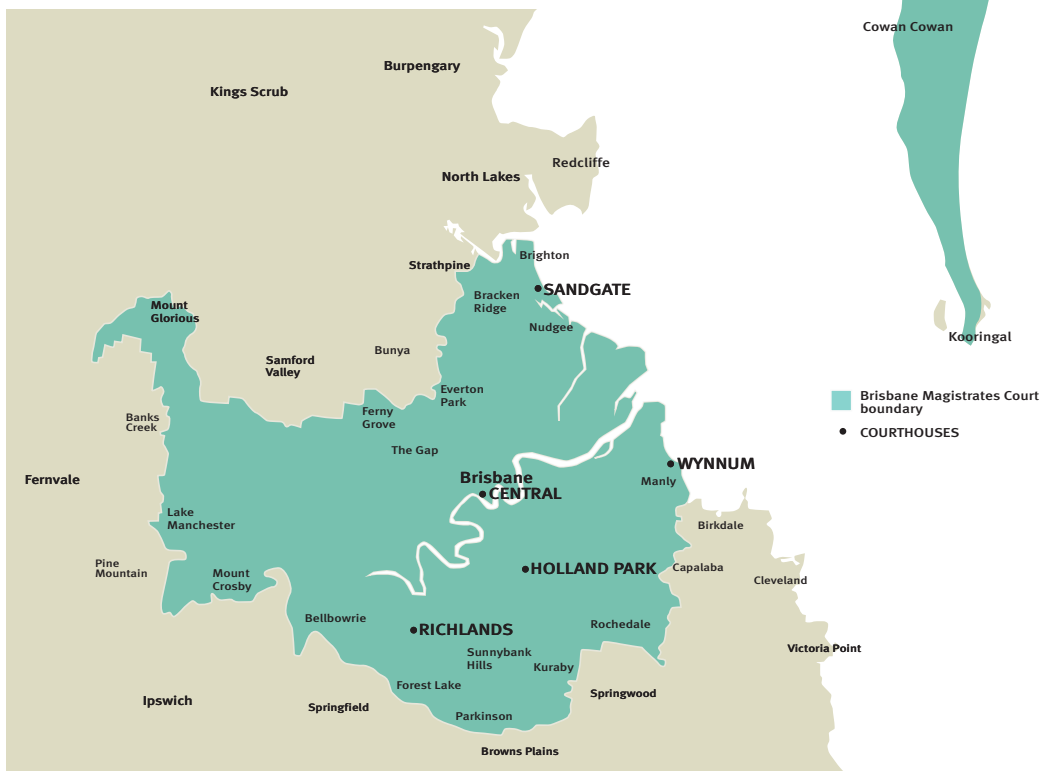 Cowan Cowan
Burpengary
Kings Scrub
Redcliffe
North Lakes
Brighton
Strathpine
SANDGATE
Bracken
Ridge
Mount
Glorious
Nudgee
Kooringal
Bunya
Samford
Valley
Everton
Park
Brisbane Magistrates Court
boundary
Ferny
Grove
Banks
Creek
COURTHOUSES
The Gap
WYNNUM
Fernvale
Brisbane
CENTRAL
Manly
Lake
Manchester
Birkdale
Pine
Mountain
HOLLAND PARK
Capalaba
Mount
Crosby
Cleveland
Bellbowrie
RICHLANDS
Rochedale
Victoria Point
Sunnybank
Hills
Kuraby
Forest Lake
Springwood
Ipswich
Springfield
Parkinson
Browns Plains